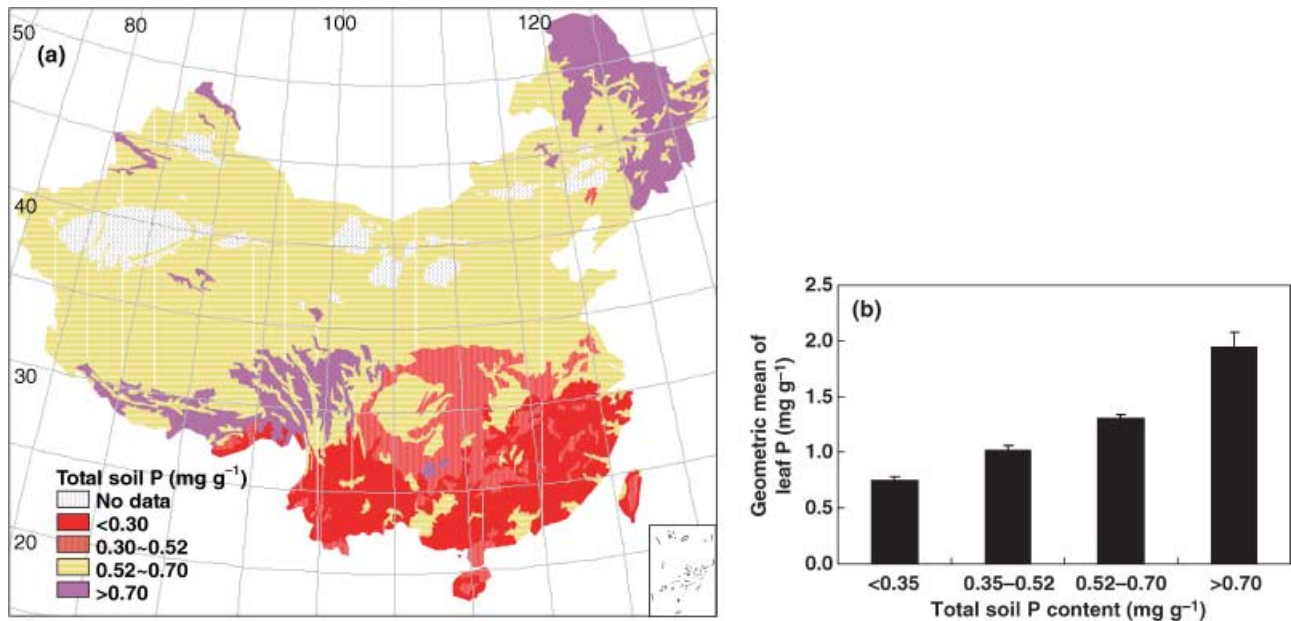 50
100
120
(a)
80
40
30
20
Total soil P (mg g⁻¹)
No data
<0.30
0.30~0.52
0.52~0.70
>0.70
(b)
2.5
2.0
1.5
1.0
0.5
0.0
Geometric mean of
leaf P (mg g⁻¹)
<0.35 0.35–0.52 0.52–0.70 >0.70
Total soil P content (mg g⁻¹)